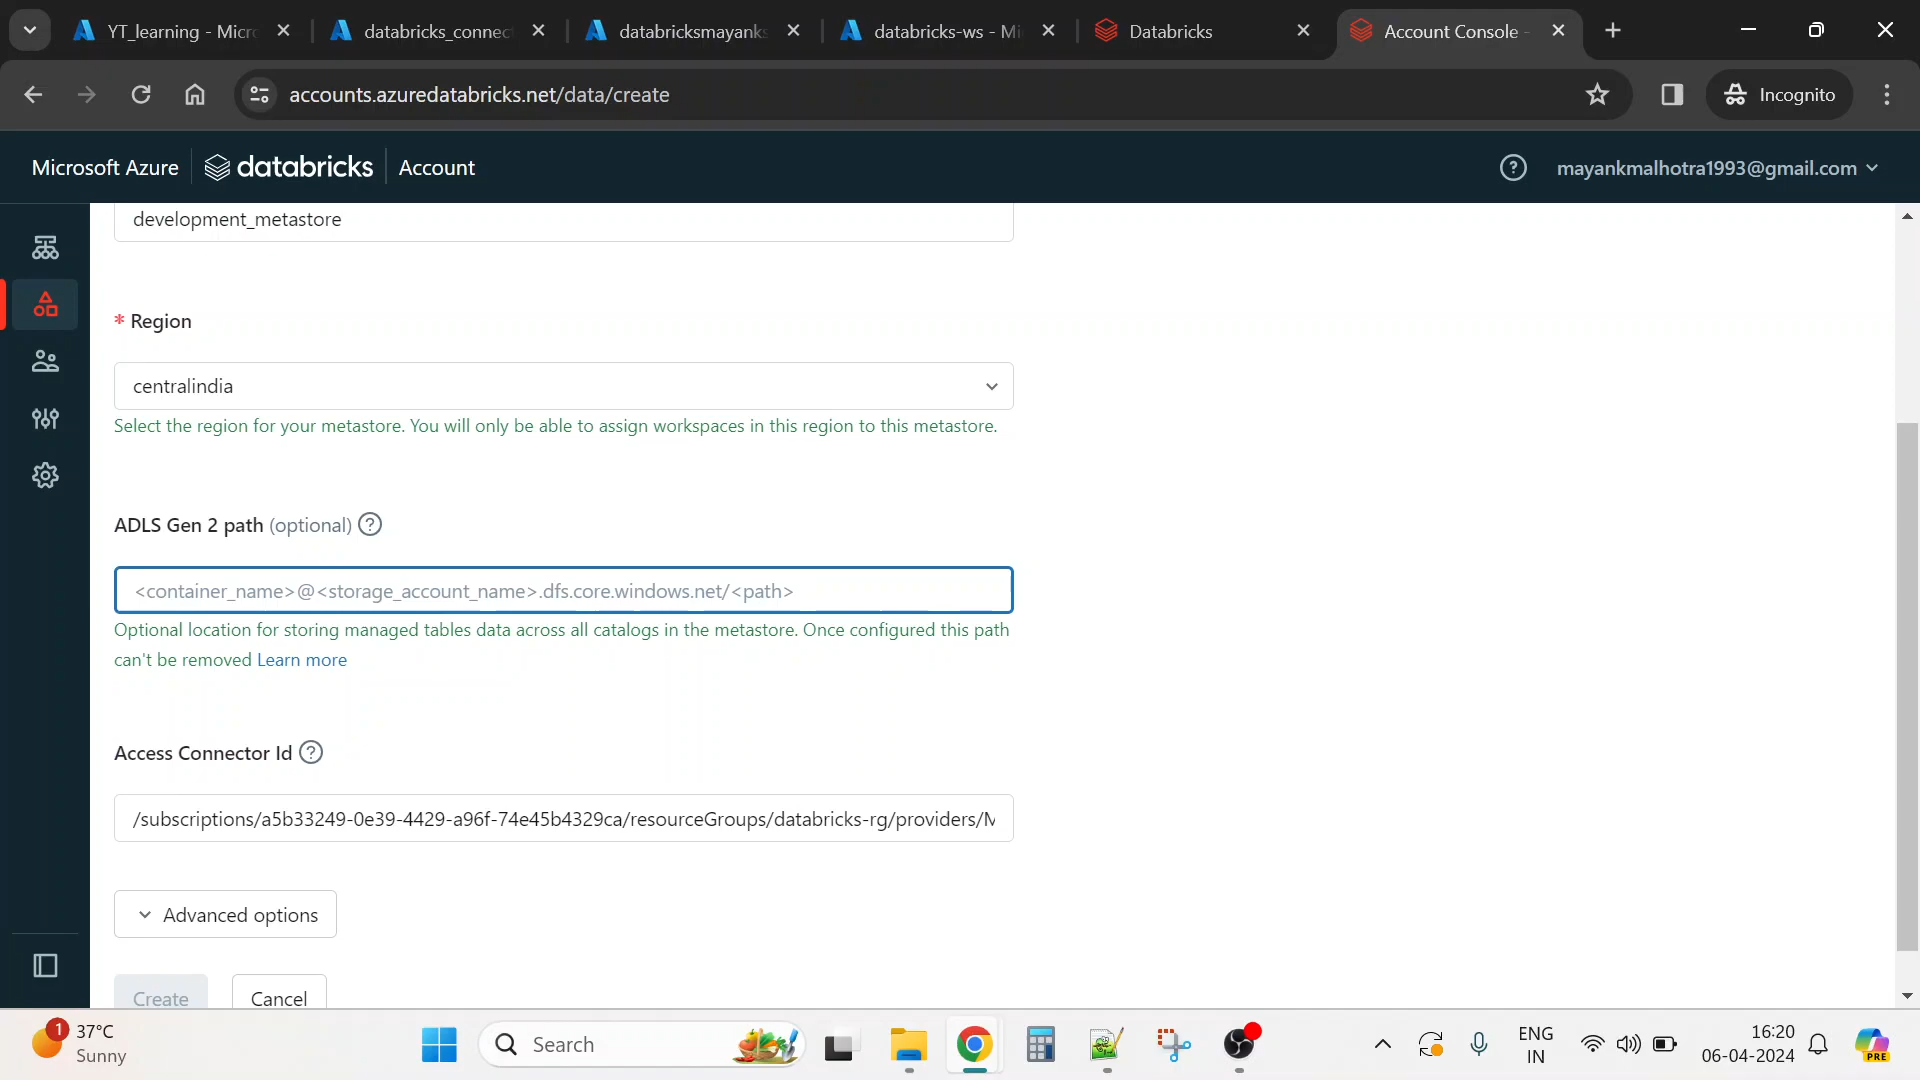 YT_learning - Micr
databricks_connec
databricksmayanks
databricks-ws - Mi
Databricks
Account Console -
accounts.azuredatabricks.net/data/create
Incognito
Microsoft Azure
databricks
Account
mayankmalhotra1993@gmail.com
development_metastore
* Region
centralindia
Select the region for your metastore. You will only be able to assign workspaces in this region to this metastore.
ADLS Gen 2 path (optional) ?
<container_name>@<storage_account_name>.dfs.core.windows.net/<path>
Optional location for storing managed tables data across all catalogs in the metastore. Once configured this path
can't be removed Learn more
Access Connector Id ?
/subscriptions/a5b33249-0e39-4429-a96f-74e45b4329ca/resourceGroups/databricks-rg/providers/M
Advanced options
Create
Cancel
1
37°C
Sunny
Search
ENG
IN
16:20
06-04-2024
PRE